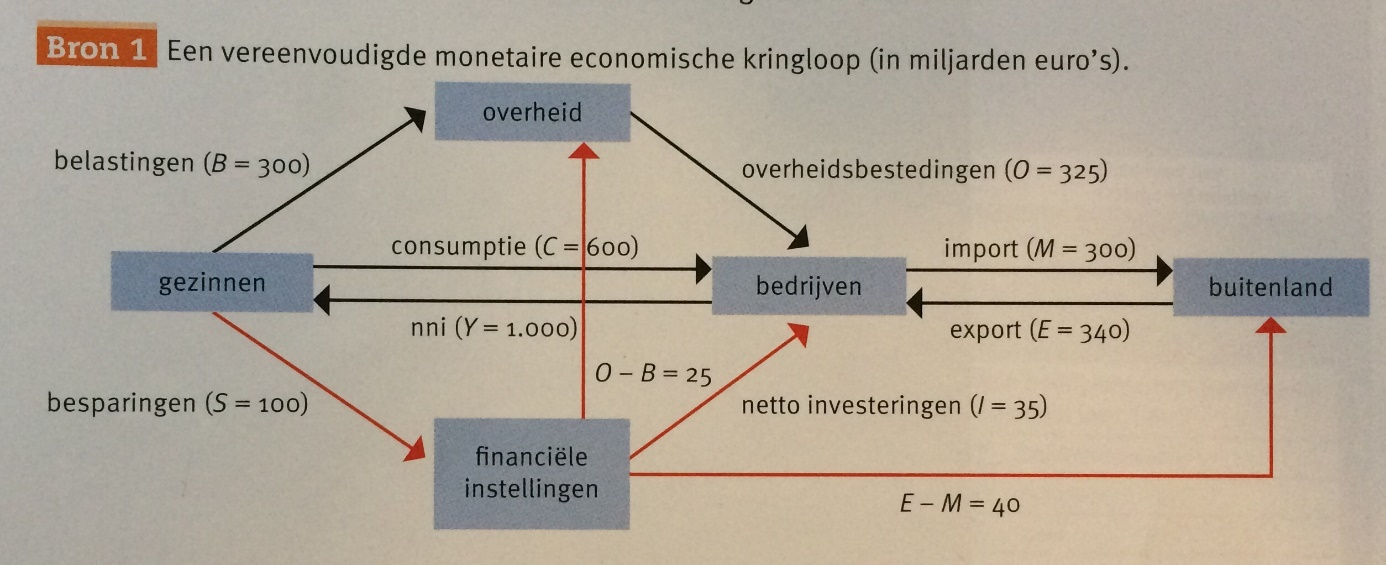 Bron 1 Een vereenvoudigde monetaire economische kringloop (in miljarden euro's).
overheid
belastingen (B = 300)
overheidsbestedingen (O = 325)
consumptie (C = 600)
import (M = 300)
gezinnen
bedrijven
buitenland
nni (Y = 1.000)
export (E = 340)
O – B = 25
besparingen (S = 100)
netto investeringen (I = 35)
financiële
instellingen
E – M = 40